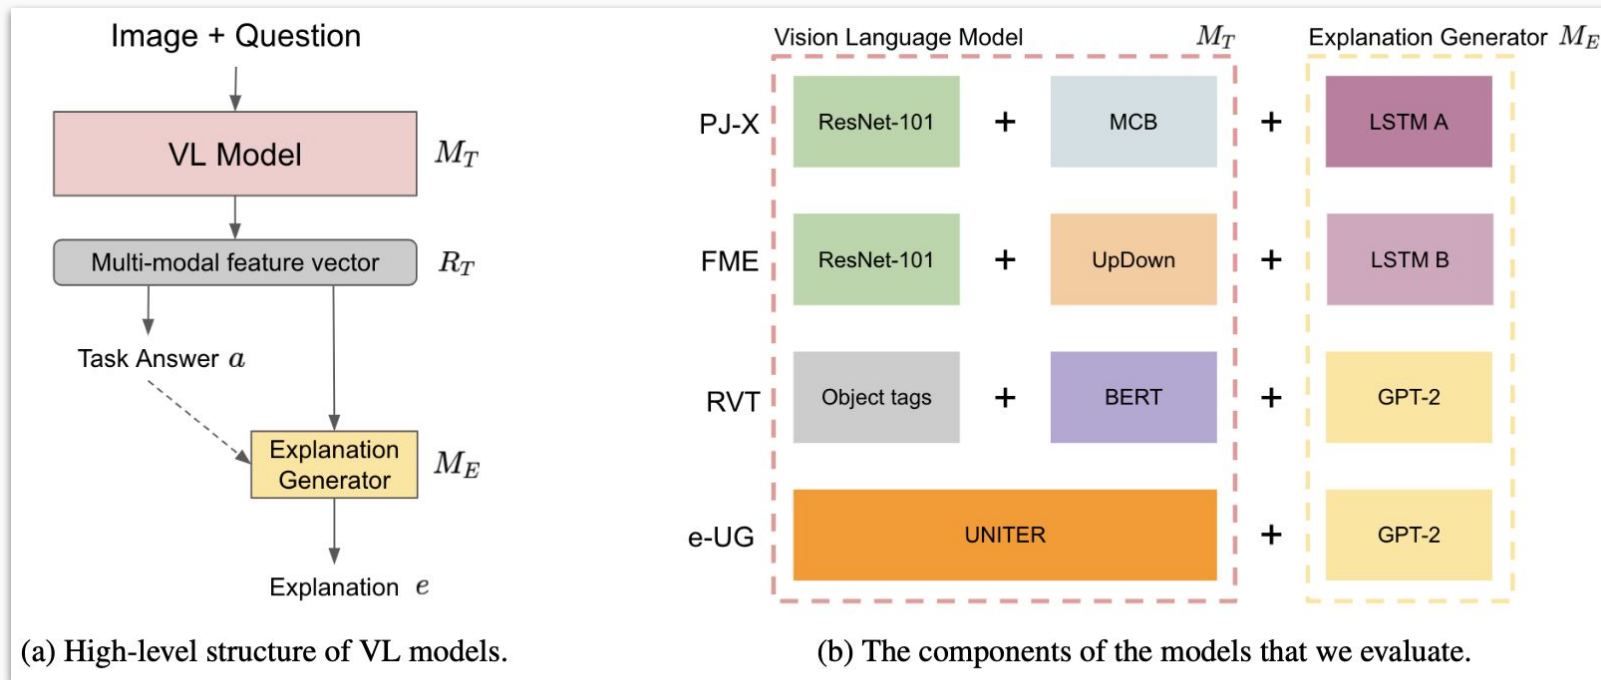 Image + Question
VL Model
M_T
Multi-modal feature vector
R_T
Task Answer a
Explanation
Generator
M_E
Explanation e
(a) High-level structure of VL models.
Vision Language Model M_T
Explanation Generator M_E
PJ-X ResNet-101 + MCB + LSTM A
FME ResNet-101 + UpDown + LSTM B
RVT Object tags + BERT + GPT-2
e-UG UNITER + GPT-2
(b) The components of the models that we evaluate.